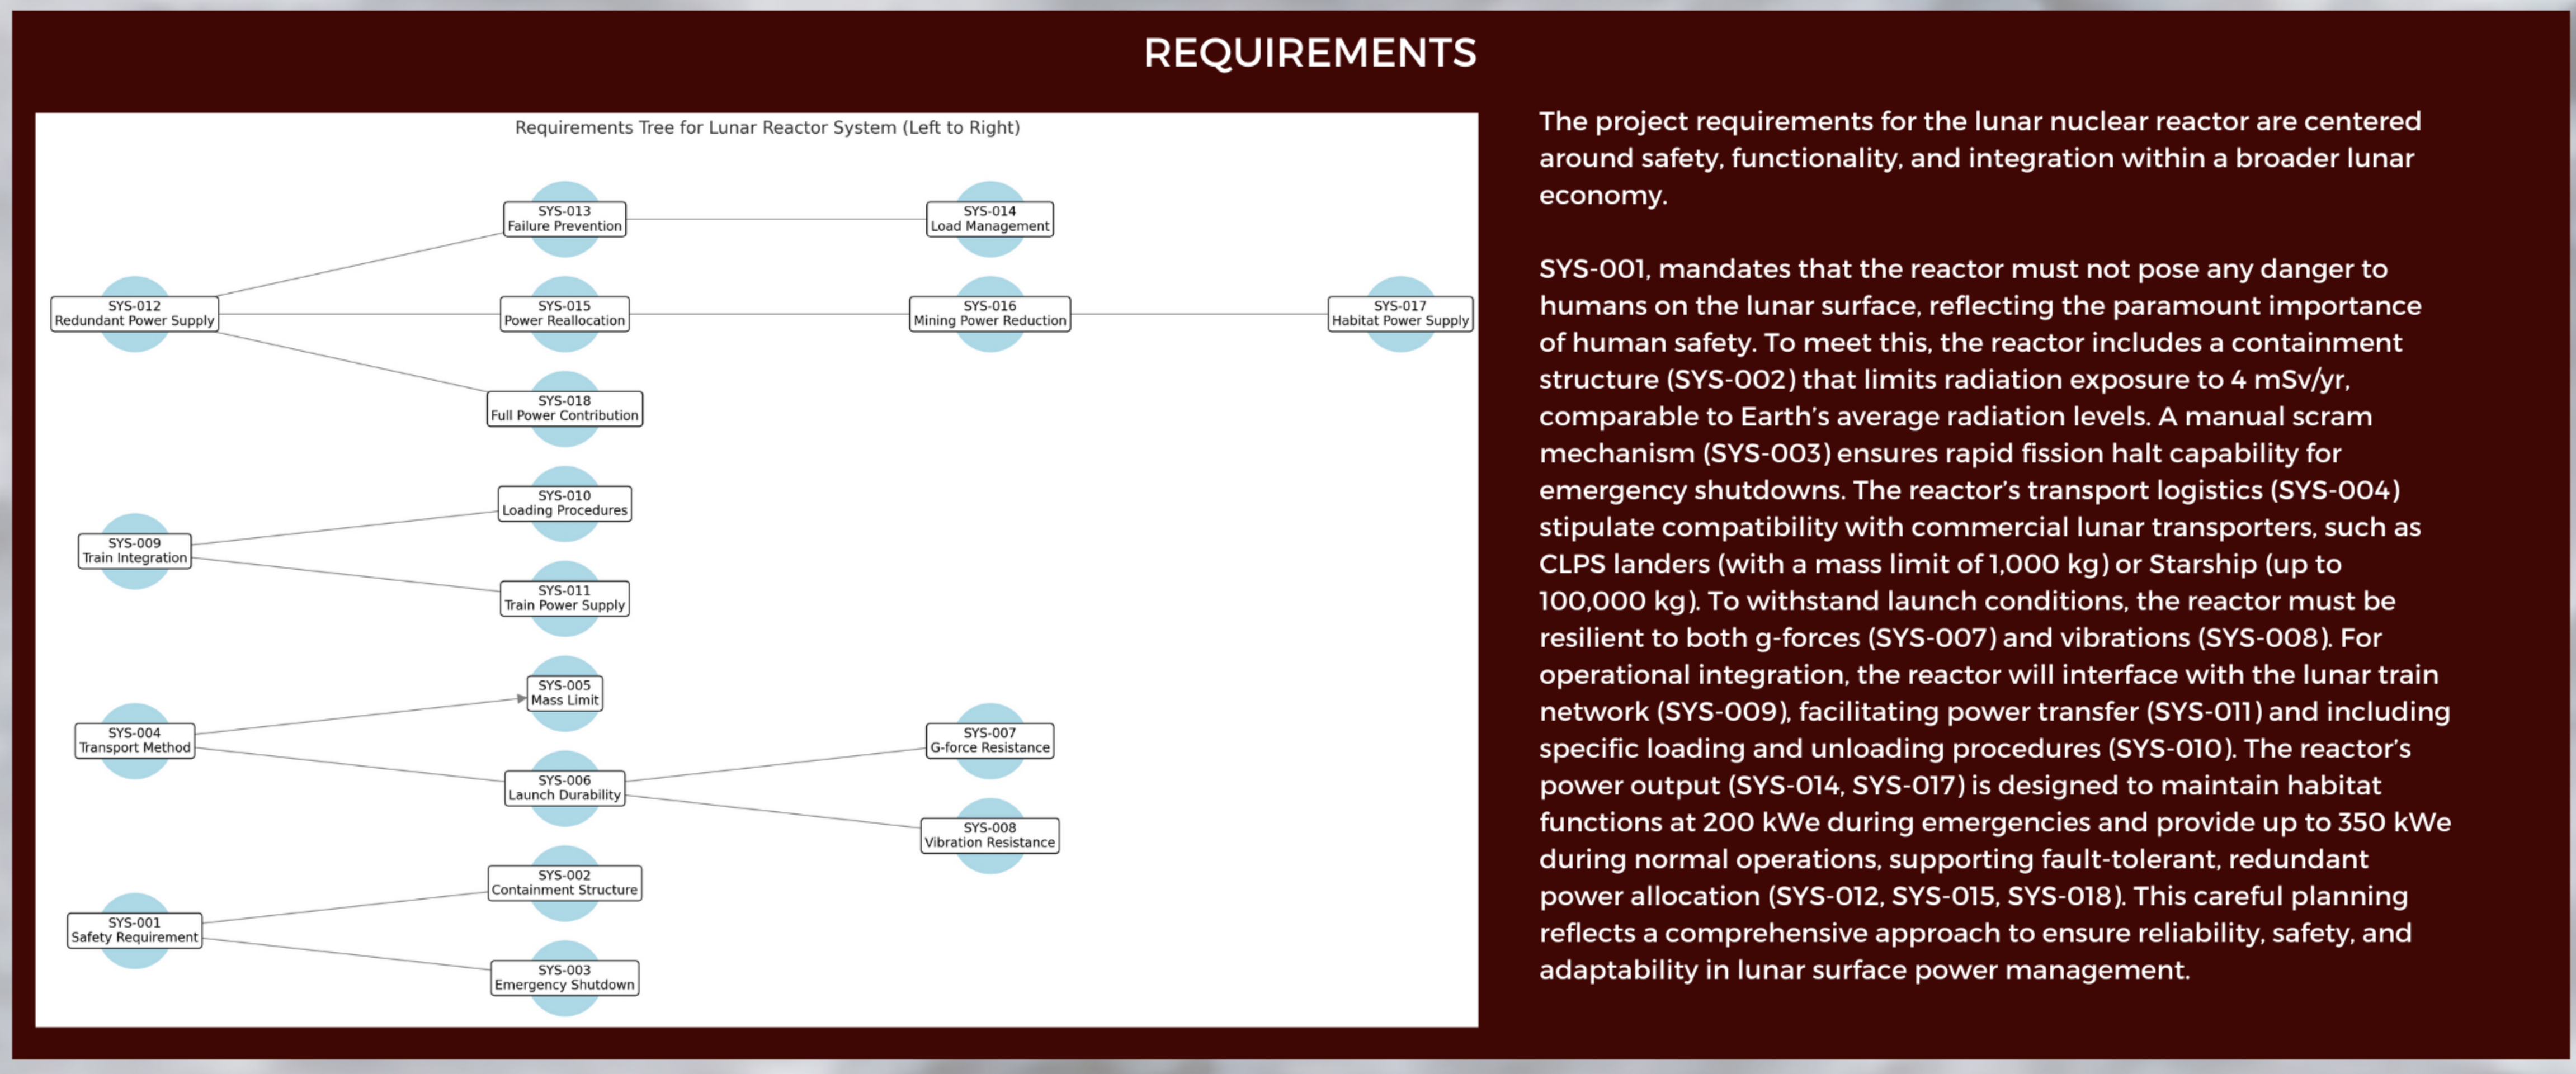 REQUIREMENTS
Requirements Tree for Lunar Reactor System (Left to Right)
SYS-013
Failure Prevention
SYS-014
Load Management
SYS-012
Redundant Power Supply
SYS-015
Power Reallocation
SYS-016
Mining Power Reduction
SYS-017
Habitat Power Supply
SYS-018
Full Power Contribution
SYS-010
Loading Procedures
SYS-009
Train Integration
SYS-011
Train Power Supply
SYS-005
Mass Limit
SYS-004
Transport Method
SYS-007
G-force Resistance
SYS-006
Launch Durability
SYS-008
Vibration Resistance
SYS-002
Containment Structure
SYS-001
Safety Requirement
SYS-003
Emergency Shutdown
The project requirements for the lunar nuclear reactor are centered
around safety, functionality, and integration within a broader lunar
economy.
SYS-001, mandates that the reactor must not pose any danger to
humans on the lunar surface, reflecting the paramount importance
of human safety. To meet this, the reactor includes a containment
structure (SYS-002) that limits radiation exposure to 4 mSv/yr,
comparable to Earth's average radiation levels. A manual scram
mechanism (SYS-003) ensures rapid fission halt capability for
emergency shutdowns. The reactor's transport logistics (SYS-004)
stipulate compatibility with commercial lunar transporters, such as
CLPS landers (with a mass limit of 1,000 kg) or Starship (up to
100,000 kg). To withstand launch conditions, the reactor must be
resilient to both g-forces (SYS-007) and vibrations (SYS-008). For
operational integration, the reactor will interface with the lunar train
network (SYS-009), facilitating power transfer (SYS-011) and including
specific loading and unloading procedures (SYS-010). The reactor's
power output (SYS-014, SYS-017) is designed to maintain habitat
functions at 200 kWe during emergencies and provide up to 350 kWe
during normal operations, supporting fault-tolerant, redundant
power allocation (SYS-012, SYS-015, SYS-018). This careful planning
reflects a comprehensive approach to ensure reliability, safety, and
adaptability in lunar surface power management.